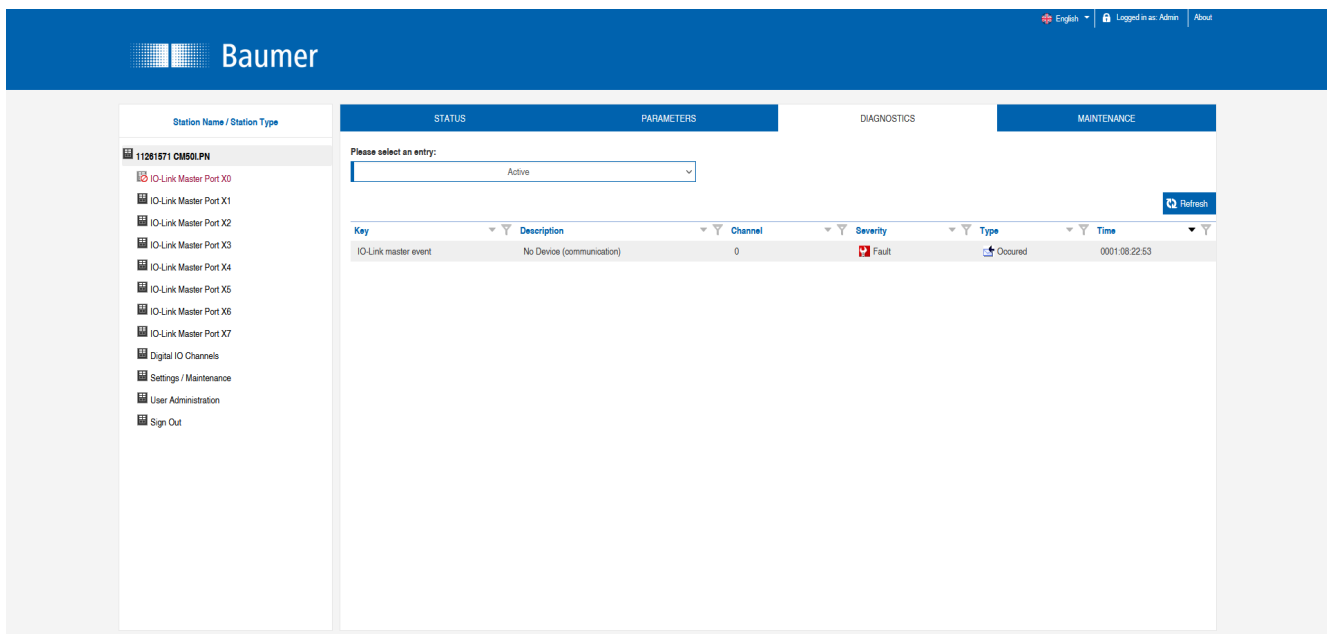 English
Logged in as: Admin
About
Baumer
Station Name / Station Type
11261571 CM50I.PN
IO-Link Master Port X0
IO-Link Master Port X1
IO-Link Master Port X2
IO-Link Master Port X3
IO-Link Master Port X4
IO-Link Master Port X5
IO-Link Master Port X6
IO-Link Master Port X7
Digital IO Channels
Settings / Maintenance
User Administration
Sign Out
STATUS PARAMETERS DIAGNOSTICS MAINTENANCE
Please select an entry:
Active
Refresh
Key Description Channel Severity Type Time
IO-Link master event No Device (communication) 0 Fault Occured 0001:08:22:53